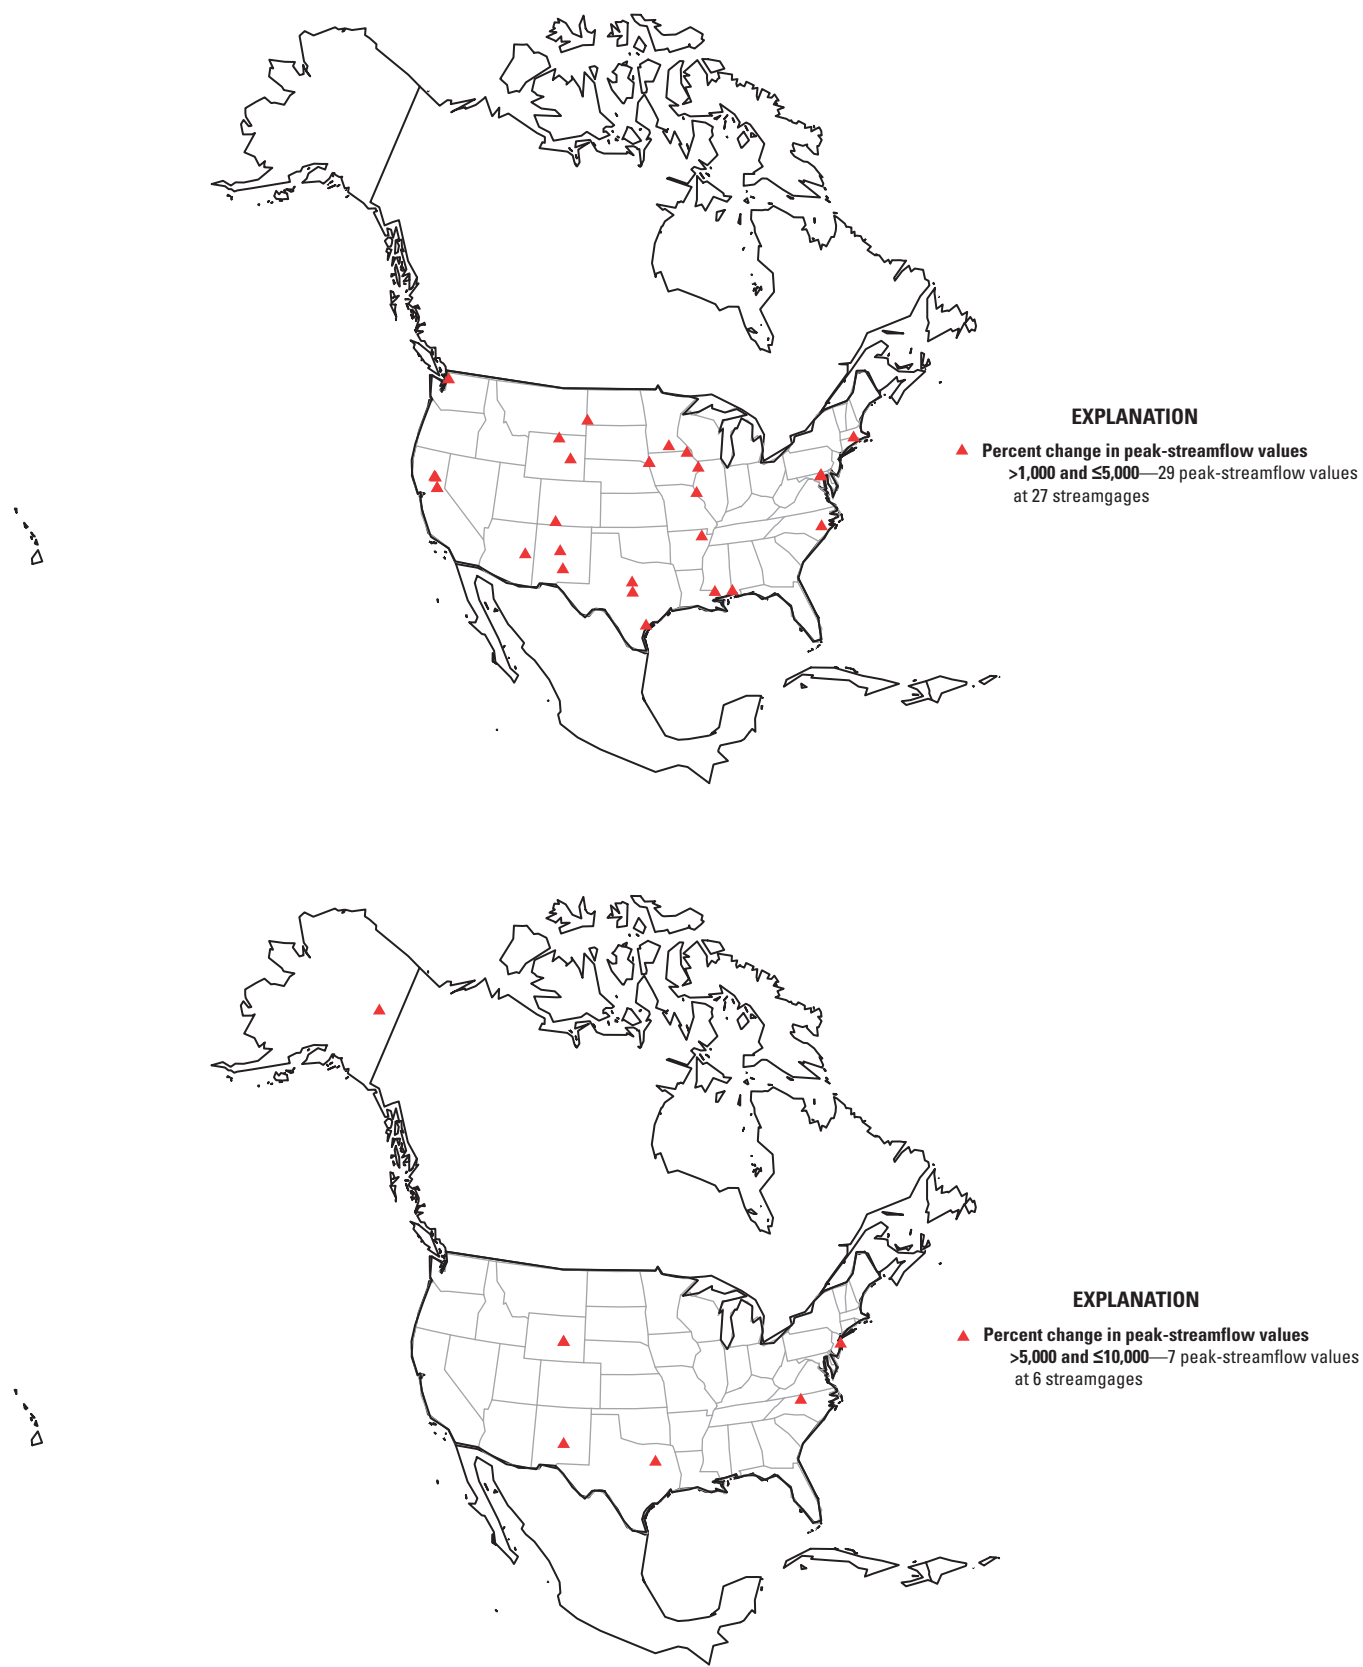 EXPLANATION
Percent change in peak-streamflow values
>1,000 and ≤5,000—29 peak-streamflow values
at 27 streamgages
EXPLANATION
Percent change in peak-streamflow values
>5,000 and ≤10,000—7 peak-streamflow values
at 6 streamgages